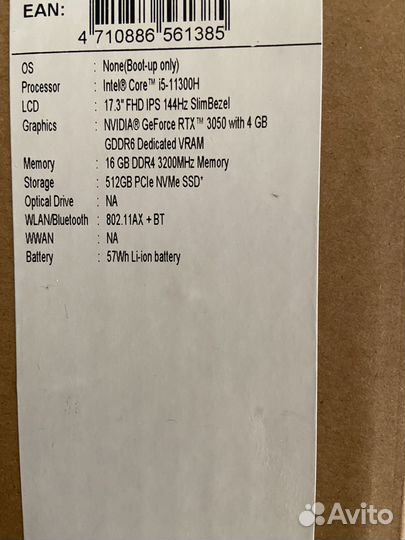 EAN:
4 710886 561385
OS : None(Boot-up only)
Processor : Intel® Core™ i5-11300H
LCD : 17.3" FHD IPS 144Hz SlimBezel
Graphics : NVIDIA® GeForce RTX™ 3050 with 4 GB
GDDR6 Dedicated VRAM
Memory : 16 GB DDR4 3200MHz Memory
Storage : 512GB PCIe NVMe SSD*
Optical Drive : NA
WLAN/Bluetooth : 802.11AX + BT
WWAN : NA
Battery : 57Wh Li-ion battery
Avito